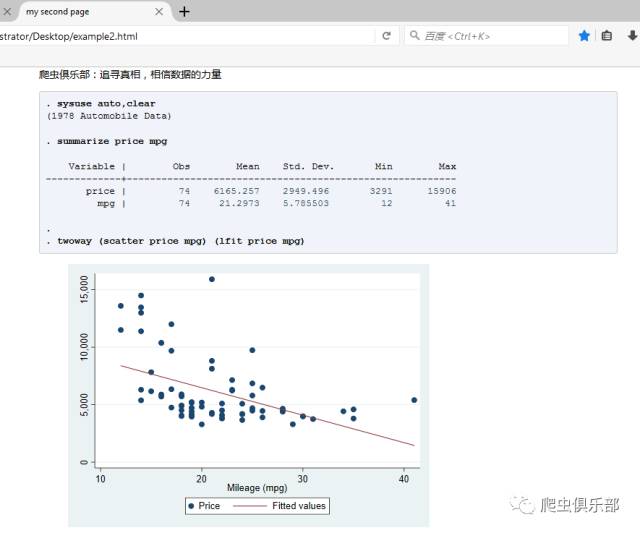 my second page
strator/Desktop/example2.html
百度 <Ctrl+K>
爬虫俱乐部：追寻真相，相信数据的力量
. sysuse auto,clear
(1978 Automobile Data)
. summarize price mpg
Variable | Obs Mean Std. Dev. Min Max
-------------+---------------------------------------------------------
price | 74 6165.257 2949.496 3291 15906
mpg | 74 21.2973 5.785503 12 41
.
. twoway (scatter price mpg) (lfit price mpg)
15,000
10,000
5,000
0
10 20 30 40
Mileage (mpg)
Price Fitted values
爬虫俱乐部